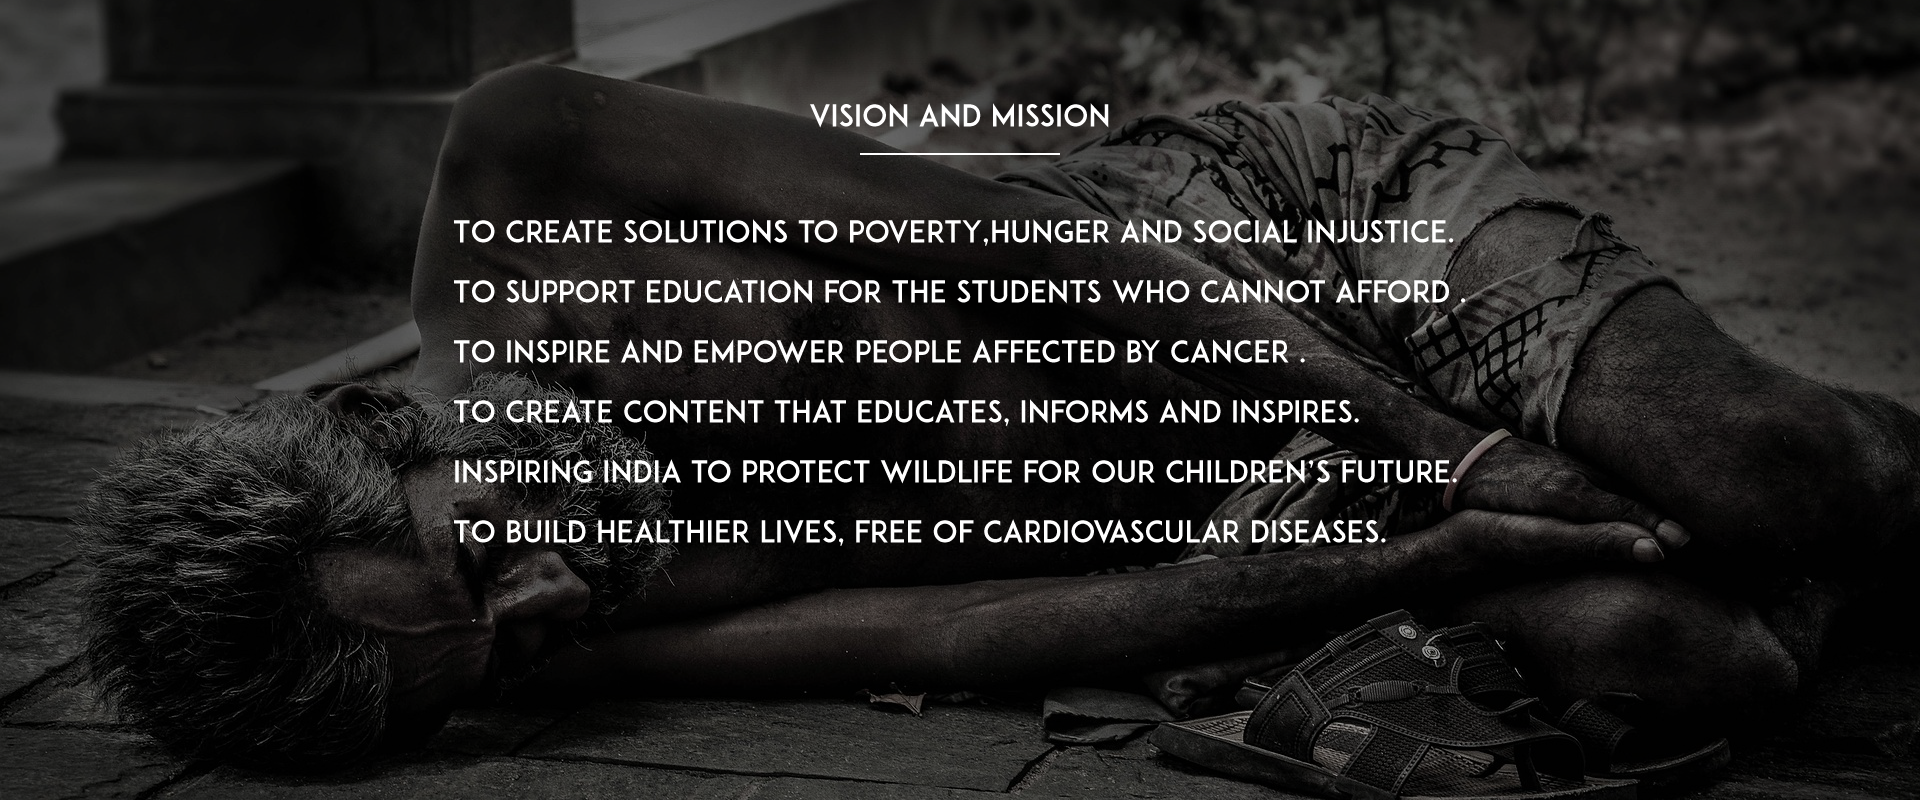 VISION AND MISSION
TO CREATE SOLUTIONS TO POVERTY,HUNGER AND SOCIAL INJUSTICE.
TO SUPPORT EDUCATION FOR THE STUDENTS WHO CANNOT AFFORD .
TO INSPIRE AND EMPOWER PEOPLE AFFECTED BY CANCER .
TO CREATE CONTENT THAT EDUCATES, INFORMS AND INSPIRES.
INSPIRING INDIA TO PROTECT WILDLIFE FOR OUR CHILDREN’S FUTURE.
TO BUILD HEALTHIER LIVES, FREE OF CARDIOVASCULAR DISEASES.